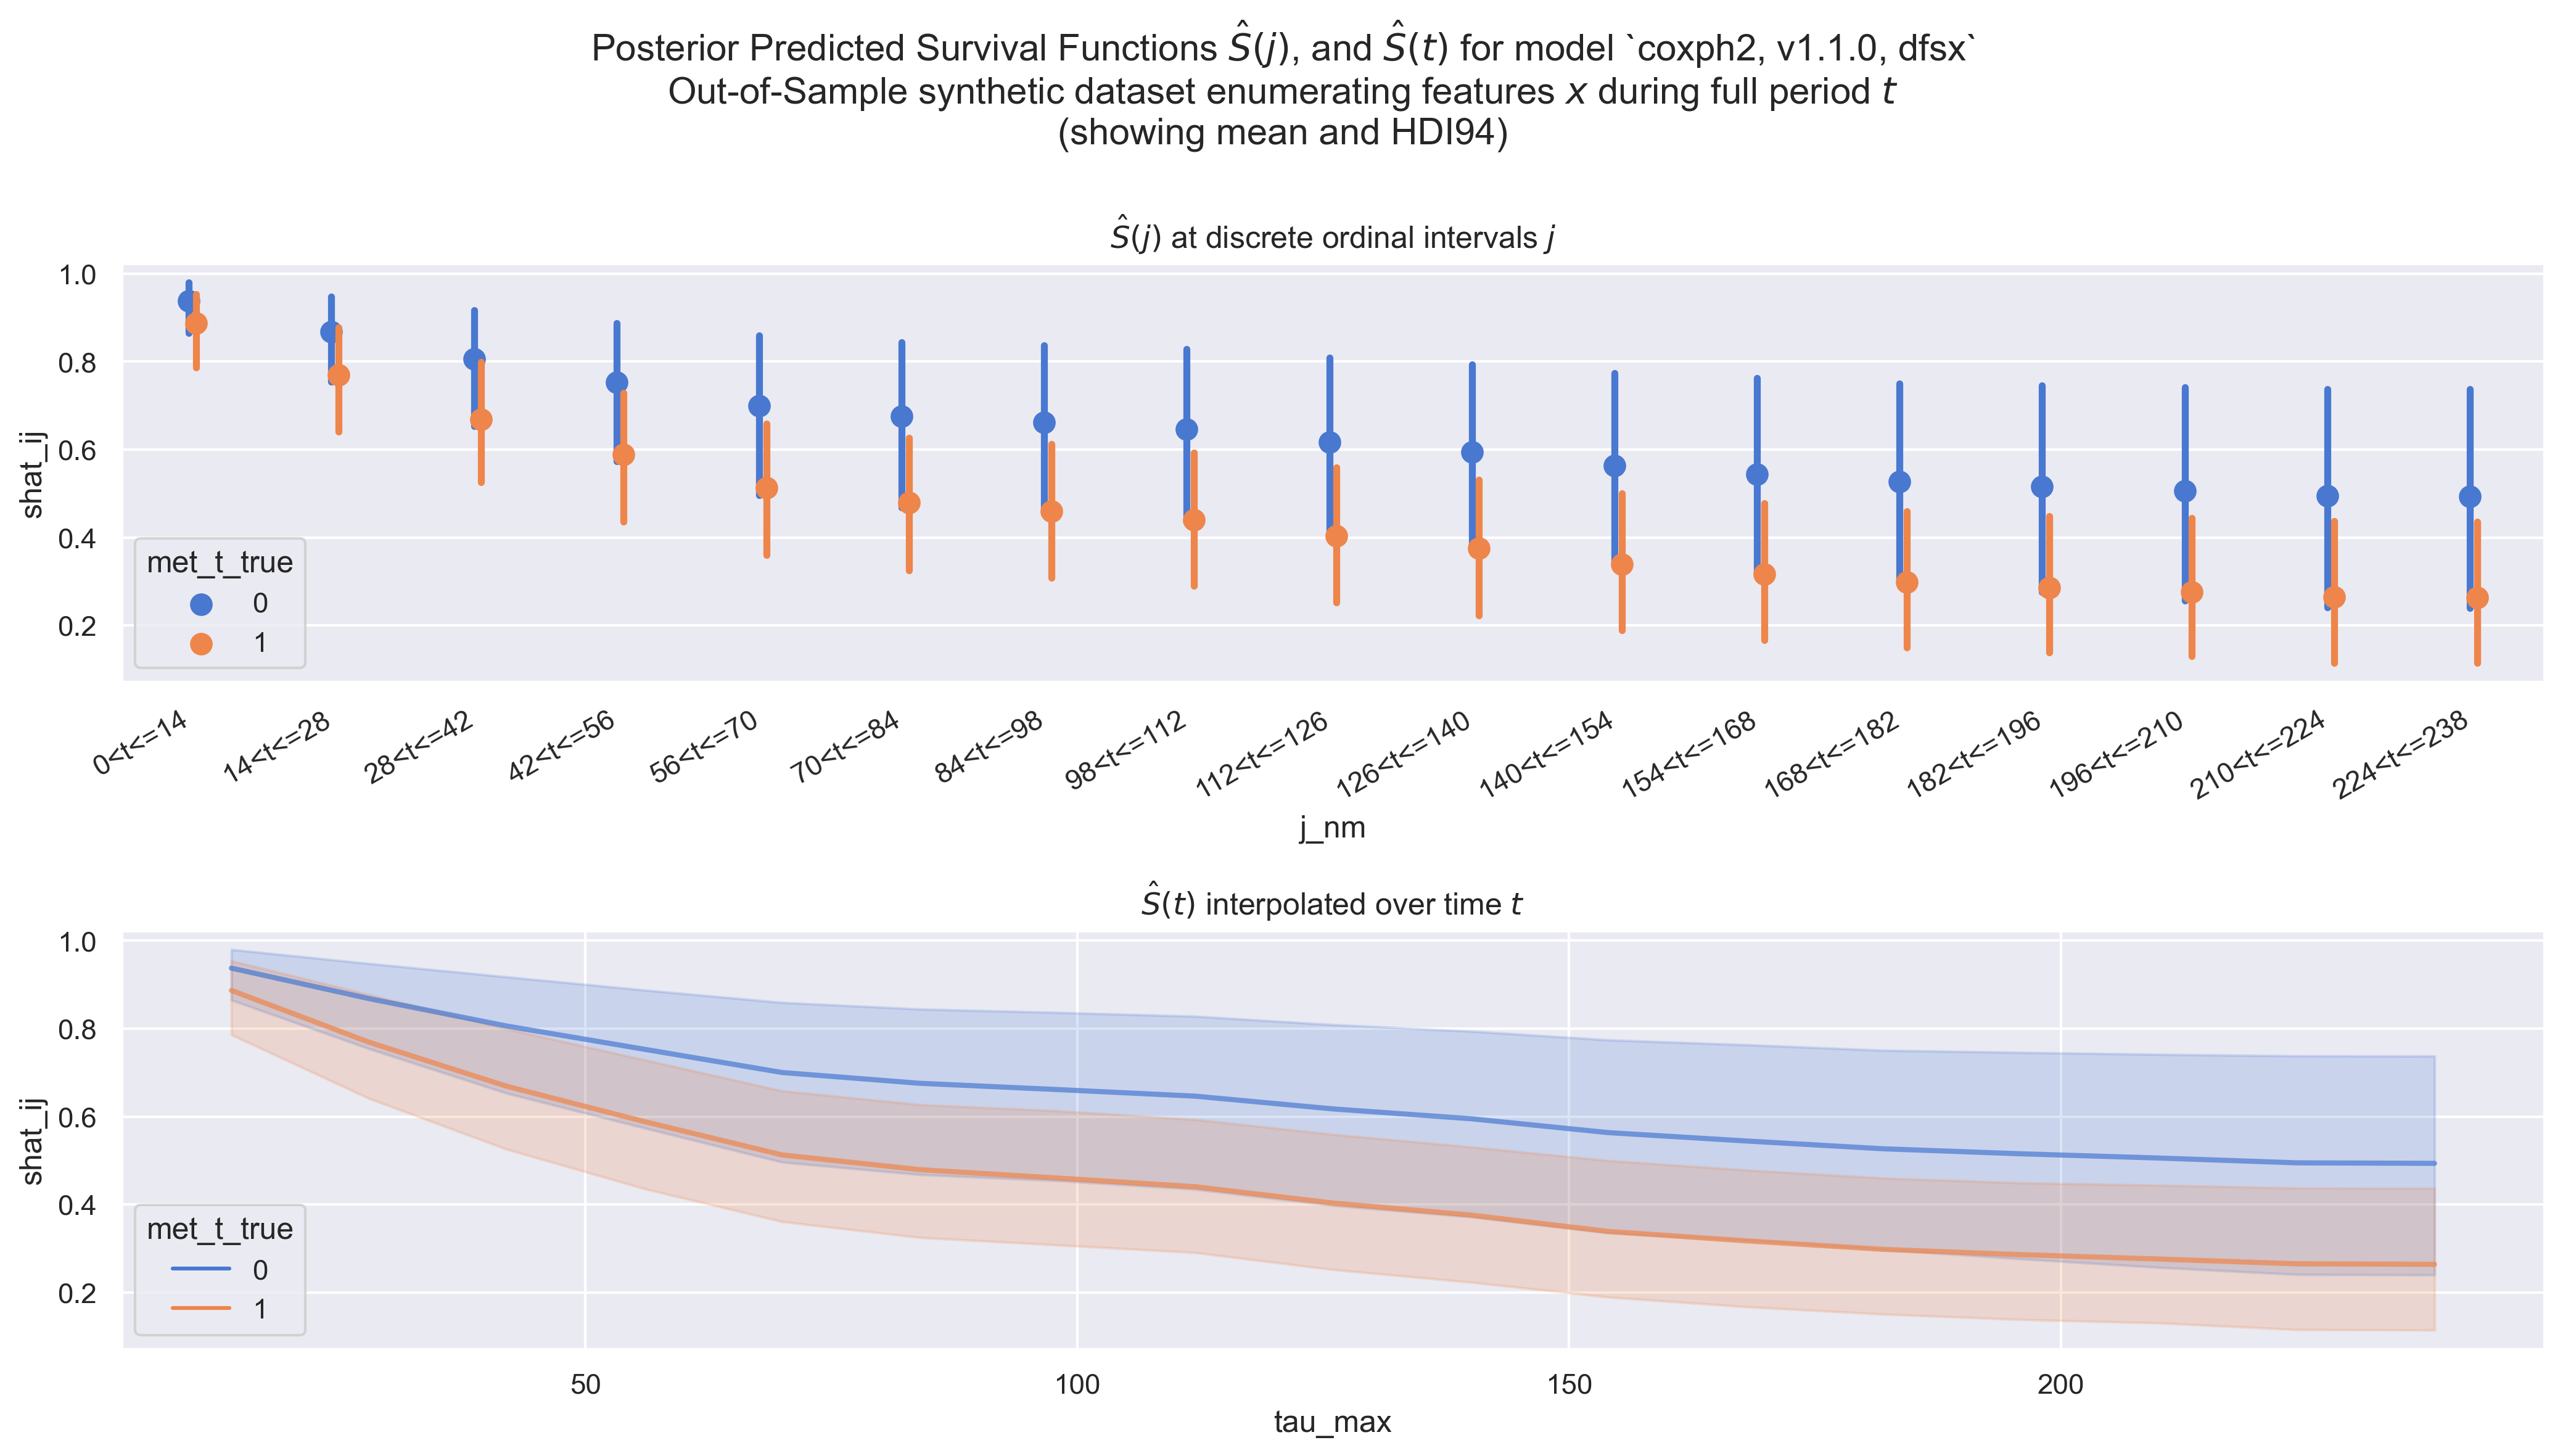 Posterior Predicted Survival Functions Ŝ(j), and Ŝ(t) for model `coxph2, v1.1.0, dfsx`
Out-of-Sample synthetic dataset enumerating features x during full period t
(showing mean and HDI94)
Ŝ(j) at discrete ordinal intervals j
1.0
0.8
0.6
0.4
0.2
shat_ij
met_t_true
0
1
0<t<=14
14<t<=28
28<t<=42
42<t<=56
56<t<=70
70<t<=84
84<t<=98
98<t<=112
112<t<=126
126<t<=140
140<t<=154
154<t<=168
168<t<=182
182<t<=196
196<t<=210
210<t<=224
224<t<=238
j_nm
Ŝ(t) interpolated over time t
1.0
0.8
0.6
0.4
0.2
shat_ij
met_t_true
0
1
50
100
150
200
tau_max